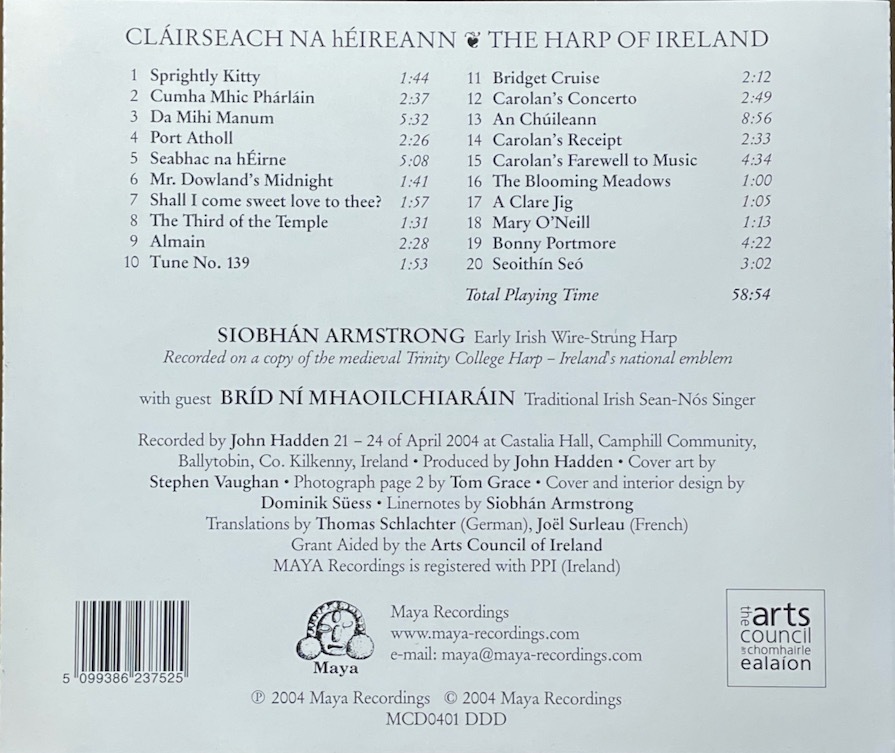 CLÁIRSEACH NA hÉIREANN ❦ THE HARP OF IRELAND
1 Sprightly Kitty 1:44
2 Cumha Mhic Phárláin 2:37
3 Da Mihi Manum 5:32
4 Port Atholl 2:26
5 Seabhac na hÉirne 5:08
6 Mr. Dowland's Midnight 1:41
7 Shall I come sweet love to thee? 1:57
8 The Third of the Temple 1:31
9 Almain 2:28
10 Tune No. 139 1:53
11 Bridget Cruise 2:12
12 Carolan's Concerto 2:49
13 An Chúileann 8:56
14 Carolan's Receipt 2:33
15 Carolan's Farewell to Music 4:34
16 The Blooming Meadows 1:00
17 A Clare Jig 1:05
18 Mary O'Neill 1:13
19 Bonny Portmore 4:22
20 Seoithín Seó 3:02
Total Playing Time 58:54
SIOBHÁN ARMSTRONG Early Irish Wire-Strung Harp
Recorded on a copy of the medieval Trinity College Harp – Ireland's national emblem
with guest BRÍD NÍ MHAOILCHIARÁIN Traditional Irish Sean-Nós Singer
Recorded by John Hadden 21 – 24 of April 2004 at Castalia Hall, Camphill Community,
Ballytobin, Co. Kilkenny, Ireland • Produced by John Hadden • Cover art by
Stephen Vaughan • Photograph page 2 by Tom Grace • Cover and interior design by
Dominik Süess • Linernotes by Siobhán Armstrong
Translations by Thomas Schlachter (German), Joël Surleau (French)
Grant Aided by the Arts Council of Ireland
MAYA Recordings is registered with PPI (Ireland)
5 099386 237525
Maya
Maya Recordings
www.maya-recordings.com
e-mail: maya@maya-recordings.com
the arts
council
schomhairle
ealaíon
℗ 2004 Maya Recordings © 2004 Maya Recordings
MCD0401 DDD